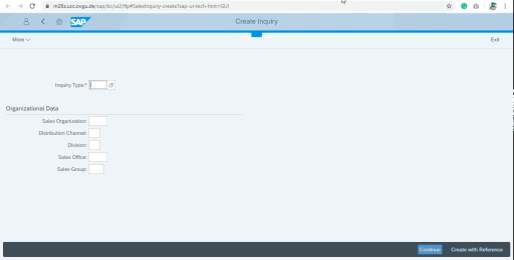 m28z.ucc.ovgu.de/sap/bc/ui2/flp#SalesInquiry-create?sap-ui-tech-hint=GUI
SAP
Create Inquiry
More
Exit
Inquiry Type:*
Organizational Data
Sales Organization:
Distribution Channel:
Division:
Sales Office:
Sales Group:
Continue
Create with Reference